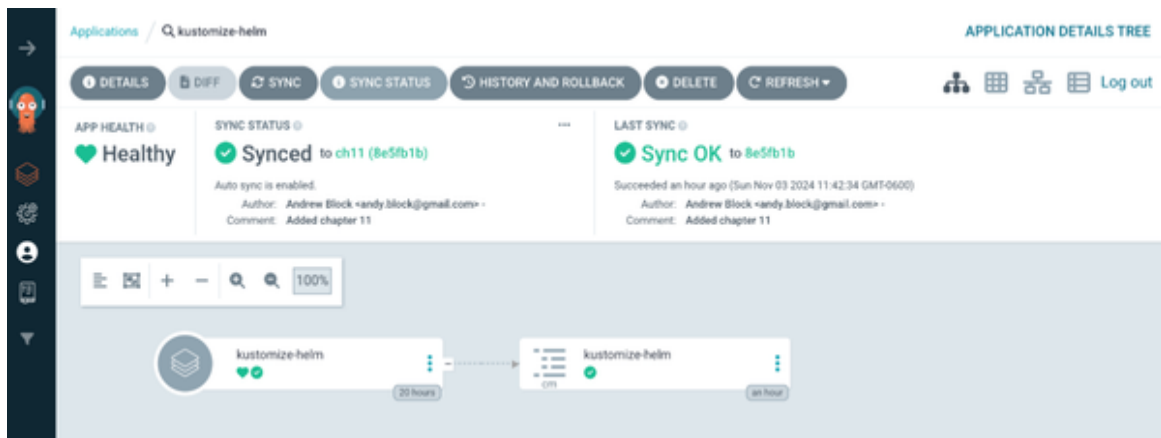 Applications / kustomize-helm
APPLICATION DETAILS TREE
DETAILS DIFF SYNC SYNC STATUS HISTORY AND ROLLBACK DELETE REFRESH
Log out
APP HEALTH
Healthy
SYNC STATUS
Synced to ch11 (8e5fb1b)
Auto sync is enabled.
Author: Andrew Block <andy.block@gmail.com> -
Comment: Added chapter 11
LAST SYNC
Sync OK to 8e5fb1b
Succeeded an hour ago (Sun Nov 03 2024 11:42:34 GMT-0600)
Author: Andrew Block <andy.block@gmail.com> -
Comment: Added chapter 11
100%
kustomize-helm
20 hours
kustomize-helm
cm
an hour